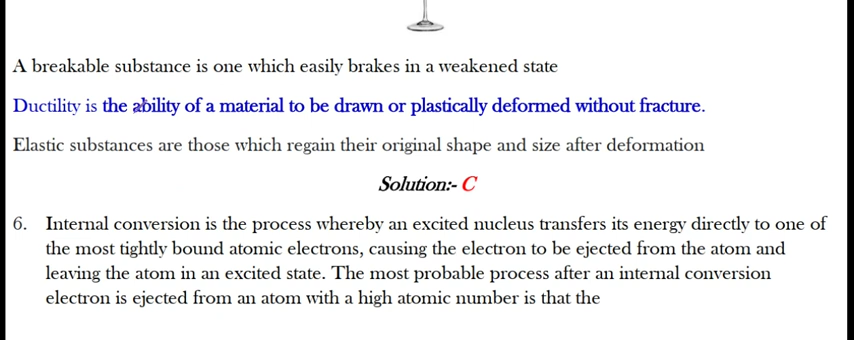 A breakable substance is one which easily brakes in a weakened state
Ductility is the ability of a material to be drawn or plastically deformed without fracture.
Elastic substances are those which regain their original shape and size after deformation
Solution:- C
6. Internal conversion is the process whereby an excited nucleus transfers its energy directly to one of
the most tightly bound atomic electrons, causing the electron to be ejected from the atom and
leaving the atom in an excited state. The most probable process after an internal conversion
electron is ejected from an atom with a high atomic number is that the